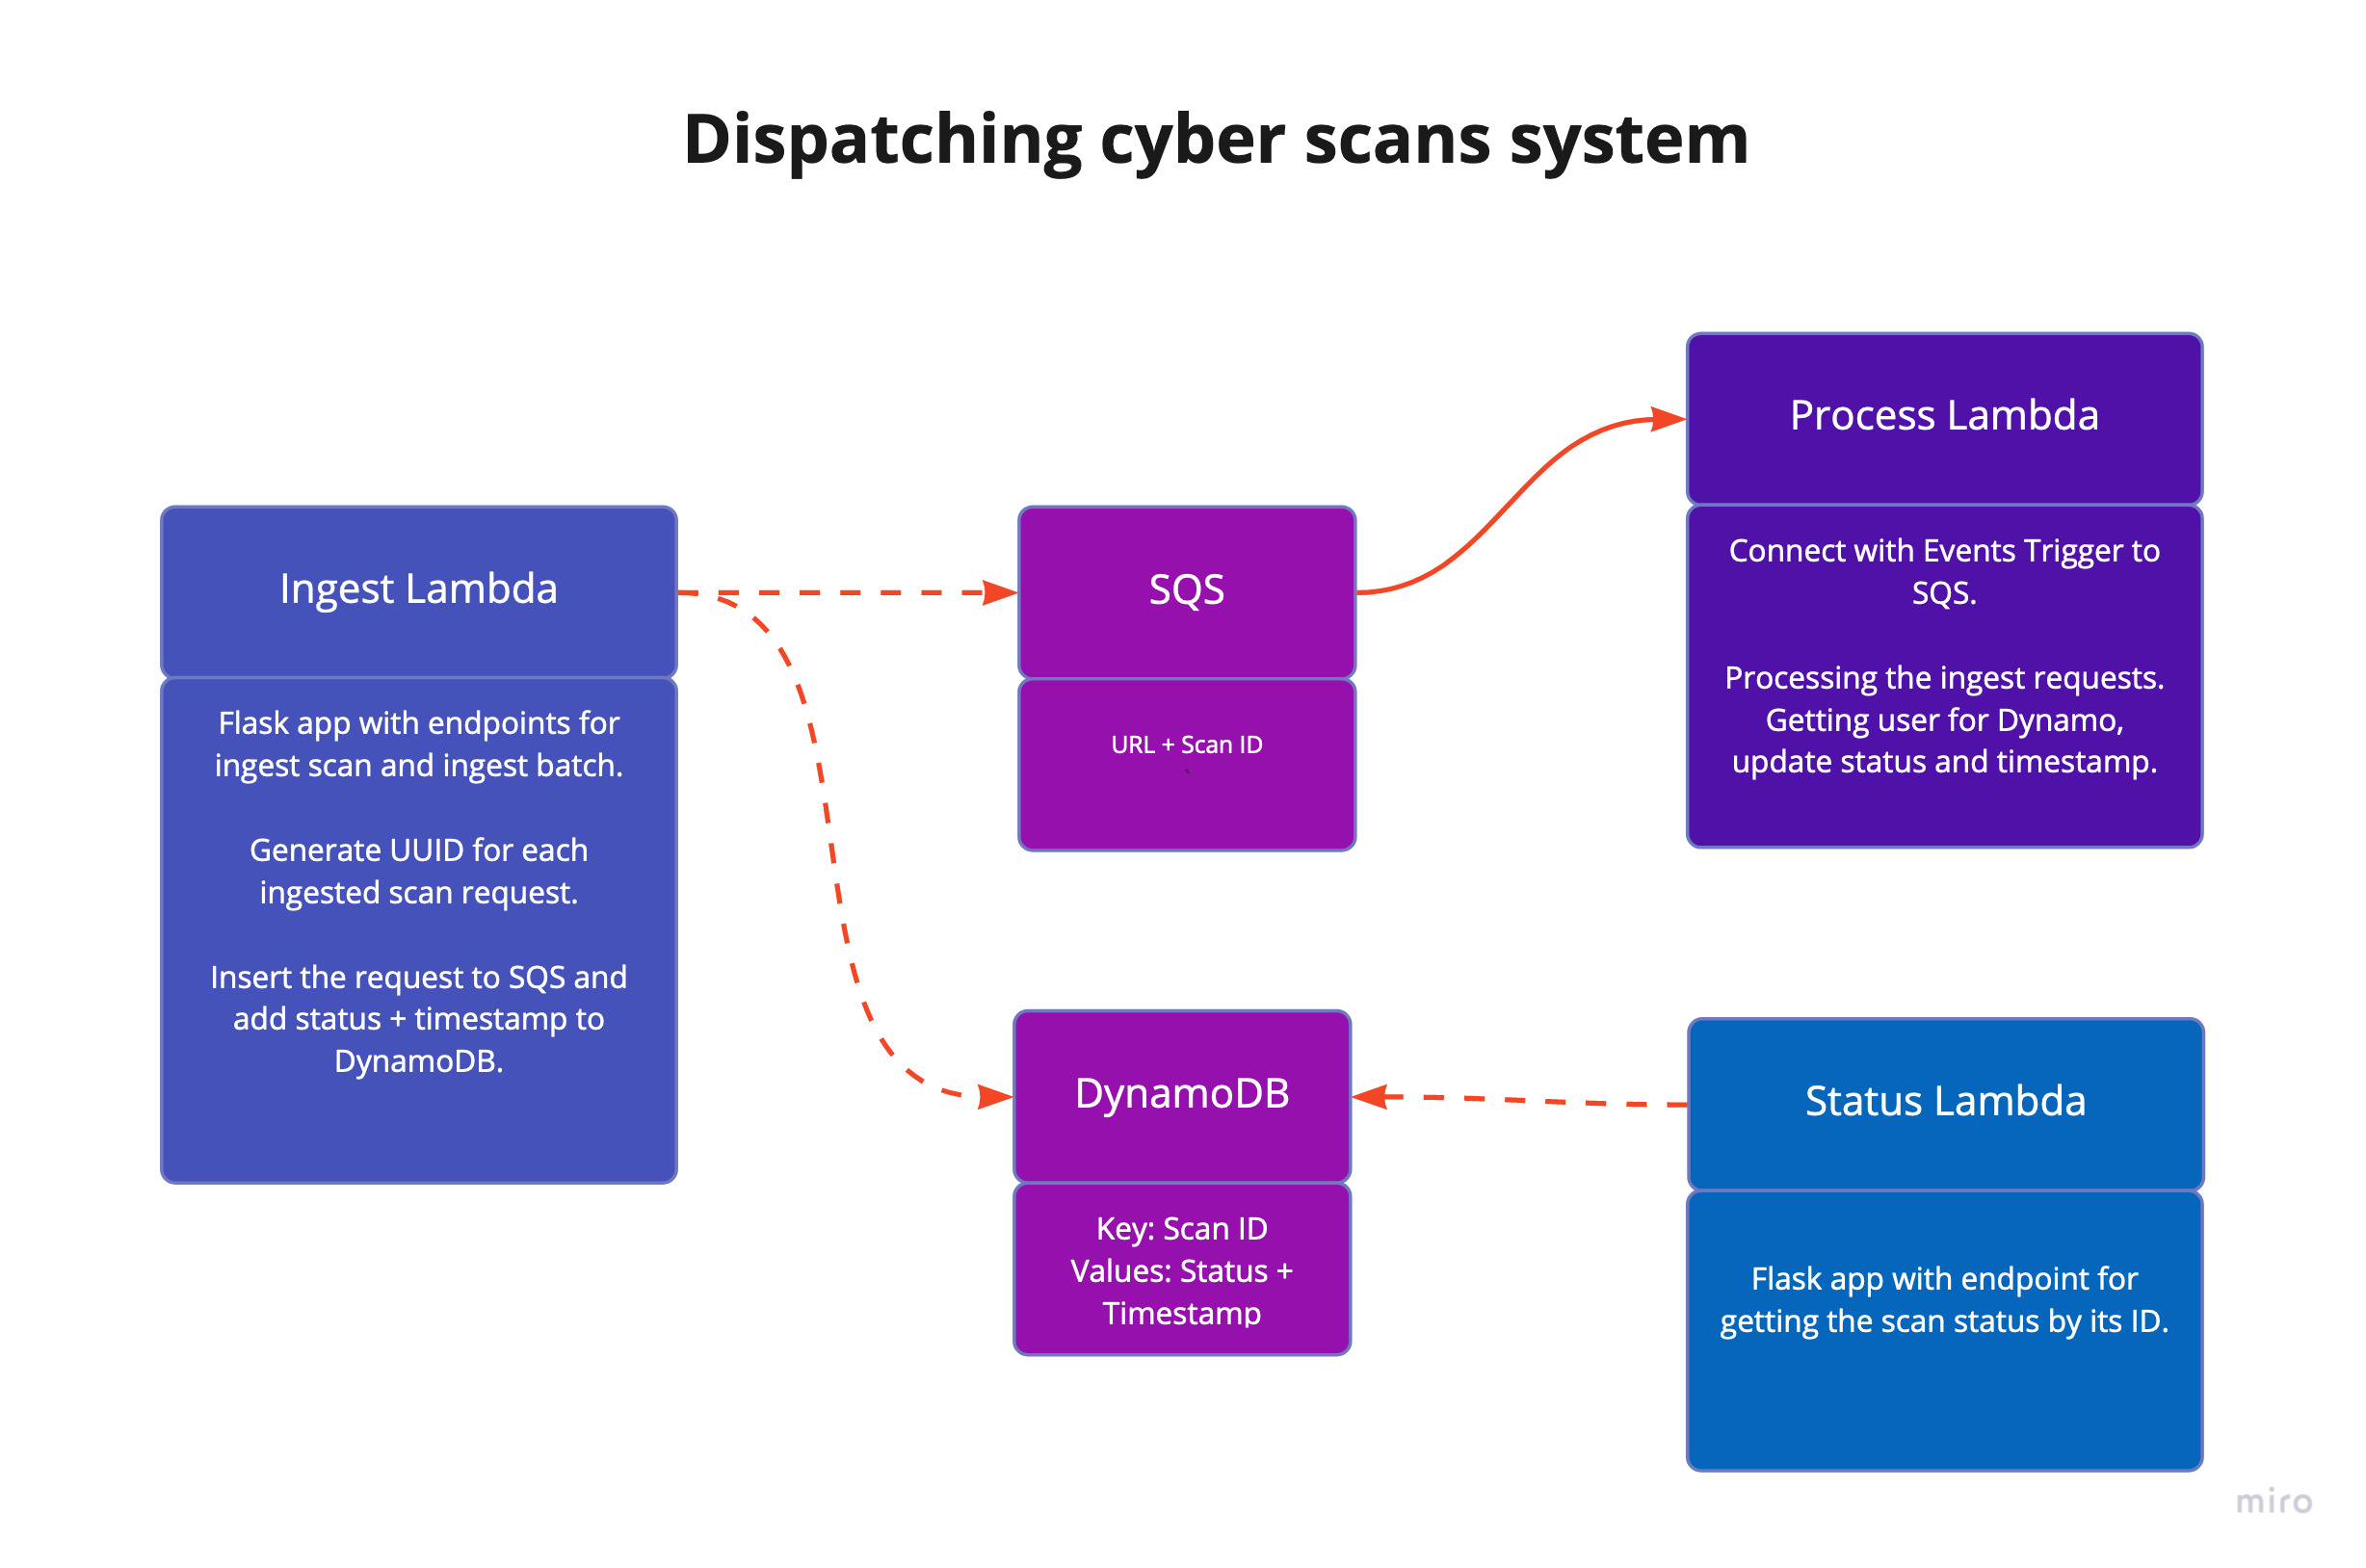 Dispatching cyber scans system
Ingest Lambda
Flask app with endpoints for
ingest scan and ingest batch.
Generate UUID for each
ingested scan request.
Insert the request to SQS and
add status + timestamp to
DynamoDB.
SQS
URL + Scan ID
`
Process Lambda
Connect with Events Trigger to
SQS.
Processing the ingest requests.
Getting user for Dynamo,
update status and timestamp.
DynamoDB
Key: Scan ID
Values: Status +
Timestamp
Status Lambda
Flask app with endpoint for
getting the scan status by its ID.
miro